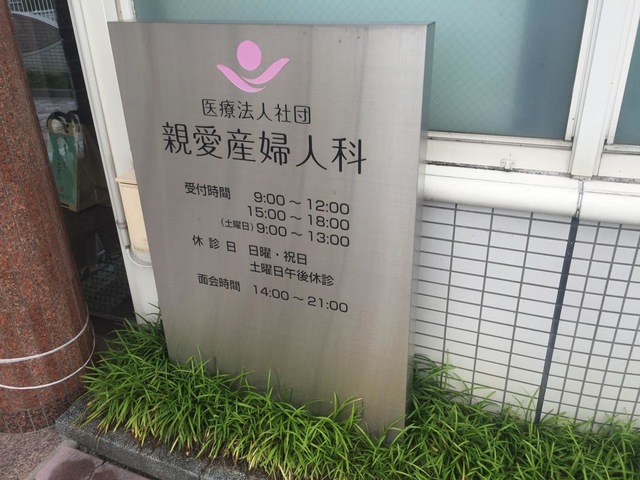 医療法人社団
親愛産婦人科
受付時間 9:00～12:00
15:00～18:00
(土曜日) 9:00～13:00
休診日 日曜・祝日
土曜日午後休診
面会時間 14:00～21:00